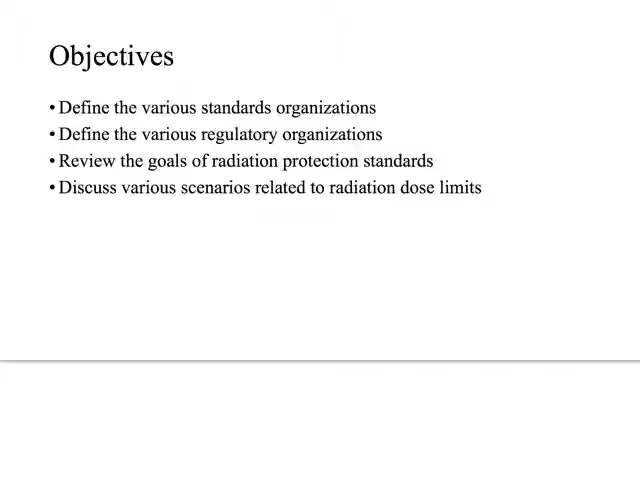 Objectives
• Define the various standards organizations
• Define the various regulatory organizations
• Review the goals of radiation protection standards
• Discuss various scenarios related to radiation dose limits